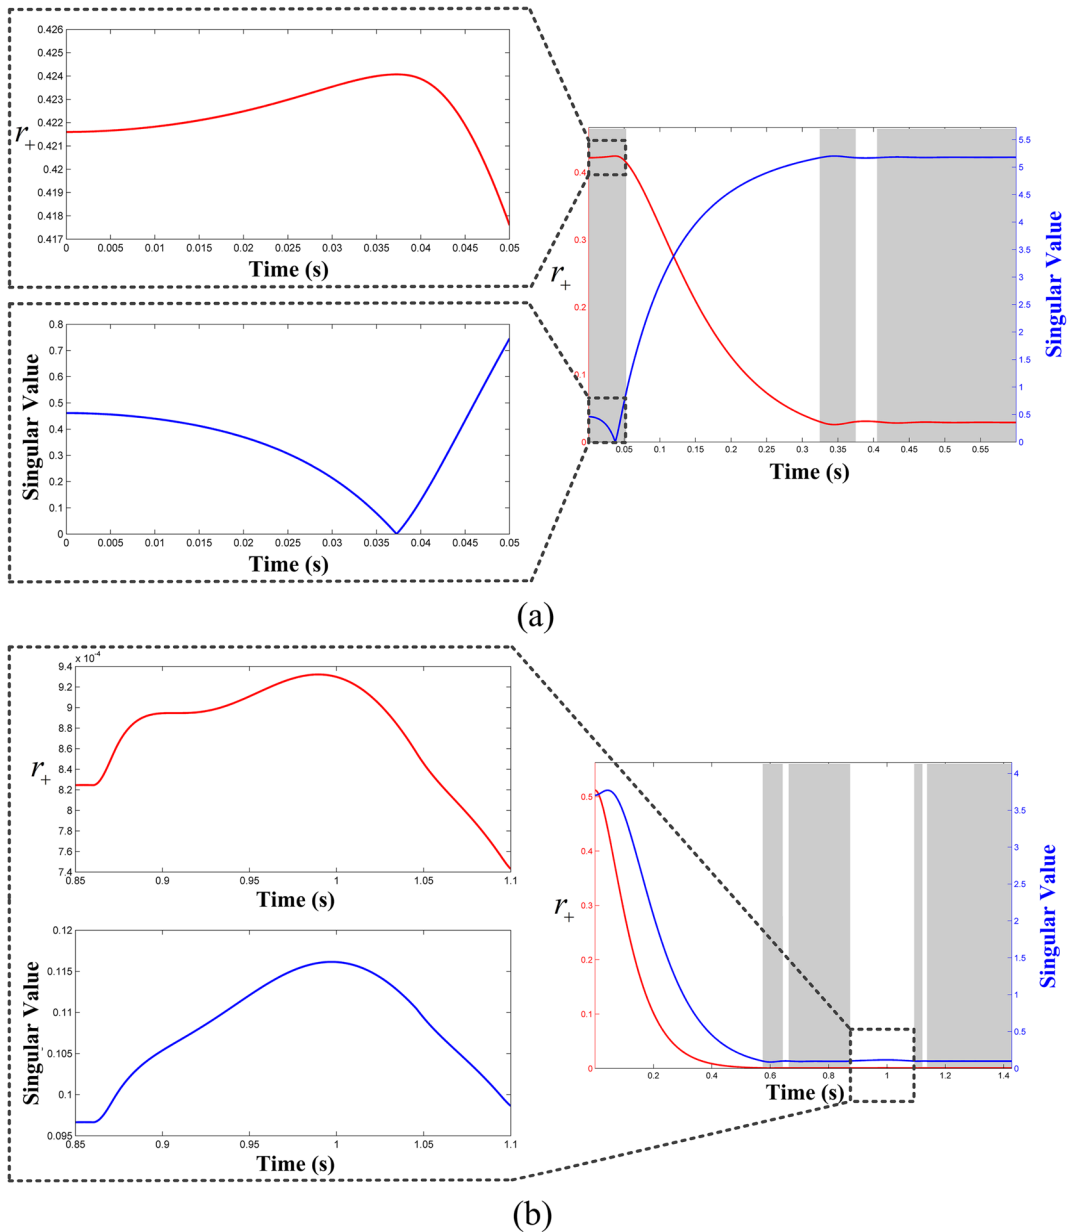 0.426
0.425
0.424
0.423
0.422
0.421
0.42
0.419
0.418
0.417
r+
0 0.005 0.01 0.015 0.02 0.025 0.03 0.035 0.04 0.045 0.05
Time (s)
0.8
0.7
0.6
0.5
0.4
0.3
0.2
0.1
0
Singular Value
0 0.005 0.01 0.015 0.02 0.025 0.03 0.035 0.04 0.045 0.05
Time (s)
0.4
0.3
0.2
0.1
0
r+
5.5
5
4.5
4
3.5
3
2.5
2
1.5
1
0.5
0
Singular Value
0.05 0.1 0.15 0.2 0.25 0.3 0.35 0.4 0.45 0.5 0.55
Time (s)
(a)
x 10-4
9.4
9.2
9
8.8
8.6
8.4
8.2
8
7.8
7.6
7.4
r+
0.85 0.9 0.95 1 1.05 1.1
Time (s)
0.12
0.115
0.11
0.105
0.1
0.095
Singular Value
0.85 0.9 0.95 1 1.05 1.1
Time (s)
0.5
0.4
0.3
0.2
0.1
0
r+
4
3.5
3
2.5
2
1.5
1
0.5
0
Singular Value
0.2 0.4 0.6 0.8 1 1.2 1.4
Time (s)
(b)